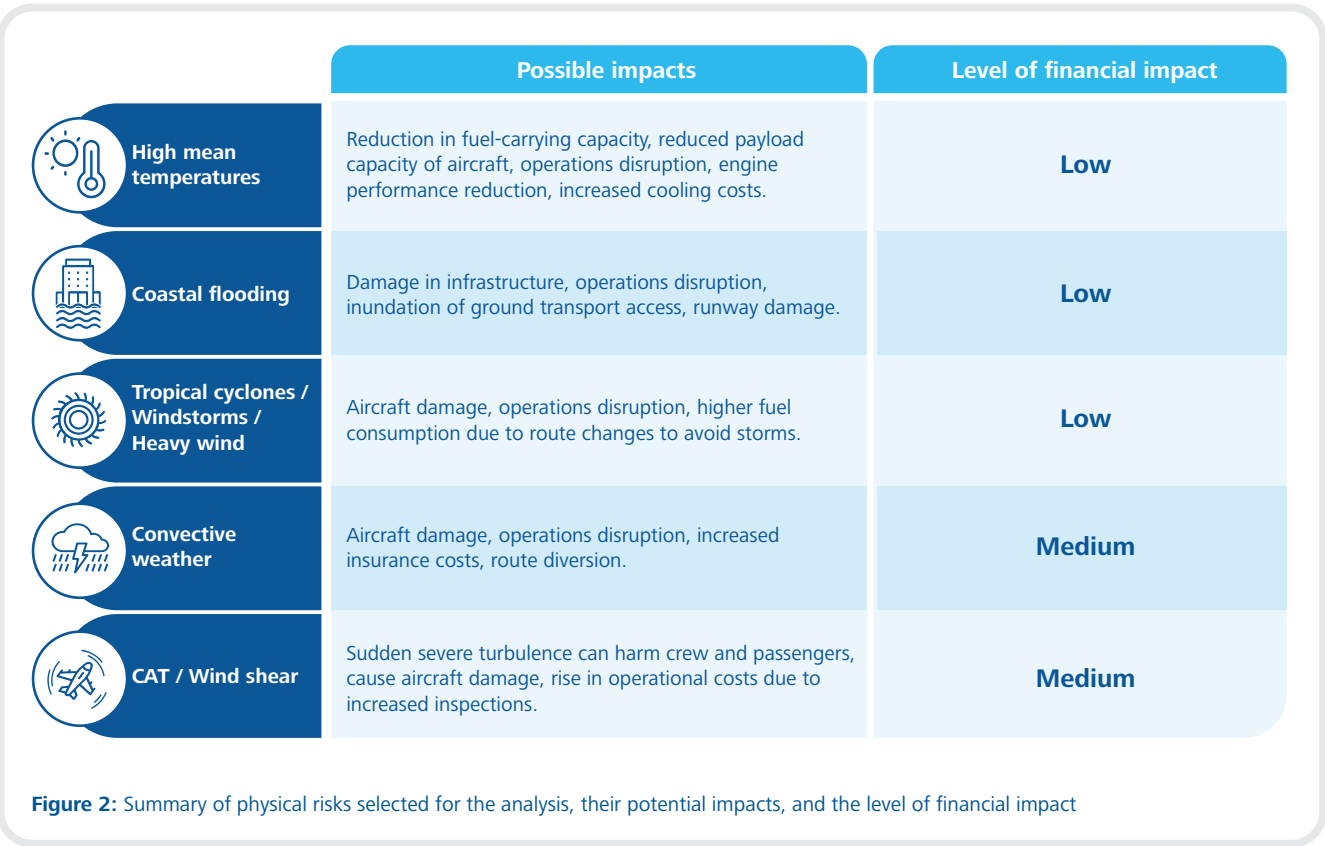 Possible impacts
Level of financial impact
High mean
temperatures
Reduction in fuel-carrying capacity, reduced payload
capacity of aircraft, operations disruption, engine
performance reduction, increased cooling costs.
Low
Coastal flooding
Damage in infrastructure, operations disruption,
inundation of ground transport access, runway damage.
Low
Tropical cyclones /
Windstorms /
Heavy wind
Aircraft damage, operations disruption, higher fuel
consumption due to route changes to avoid storms.
Low
Convective
weather
Aircraft damage, operations disruption, increased
insurance costs, route diversion.
Medium
CAT / Wind shear
Sudden severe turbulence can harm crew and passengers,
cause aircraft damage, rise in operational costs due to
increased inspections.
Medium
Figure 2: Summary of physical risks selected for the analysis, their potential impacts, and the level of financial impact